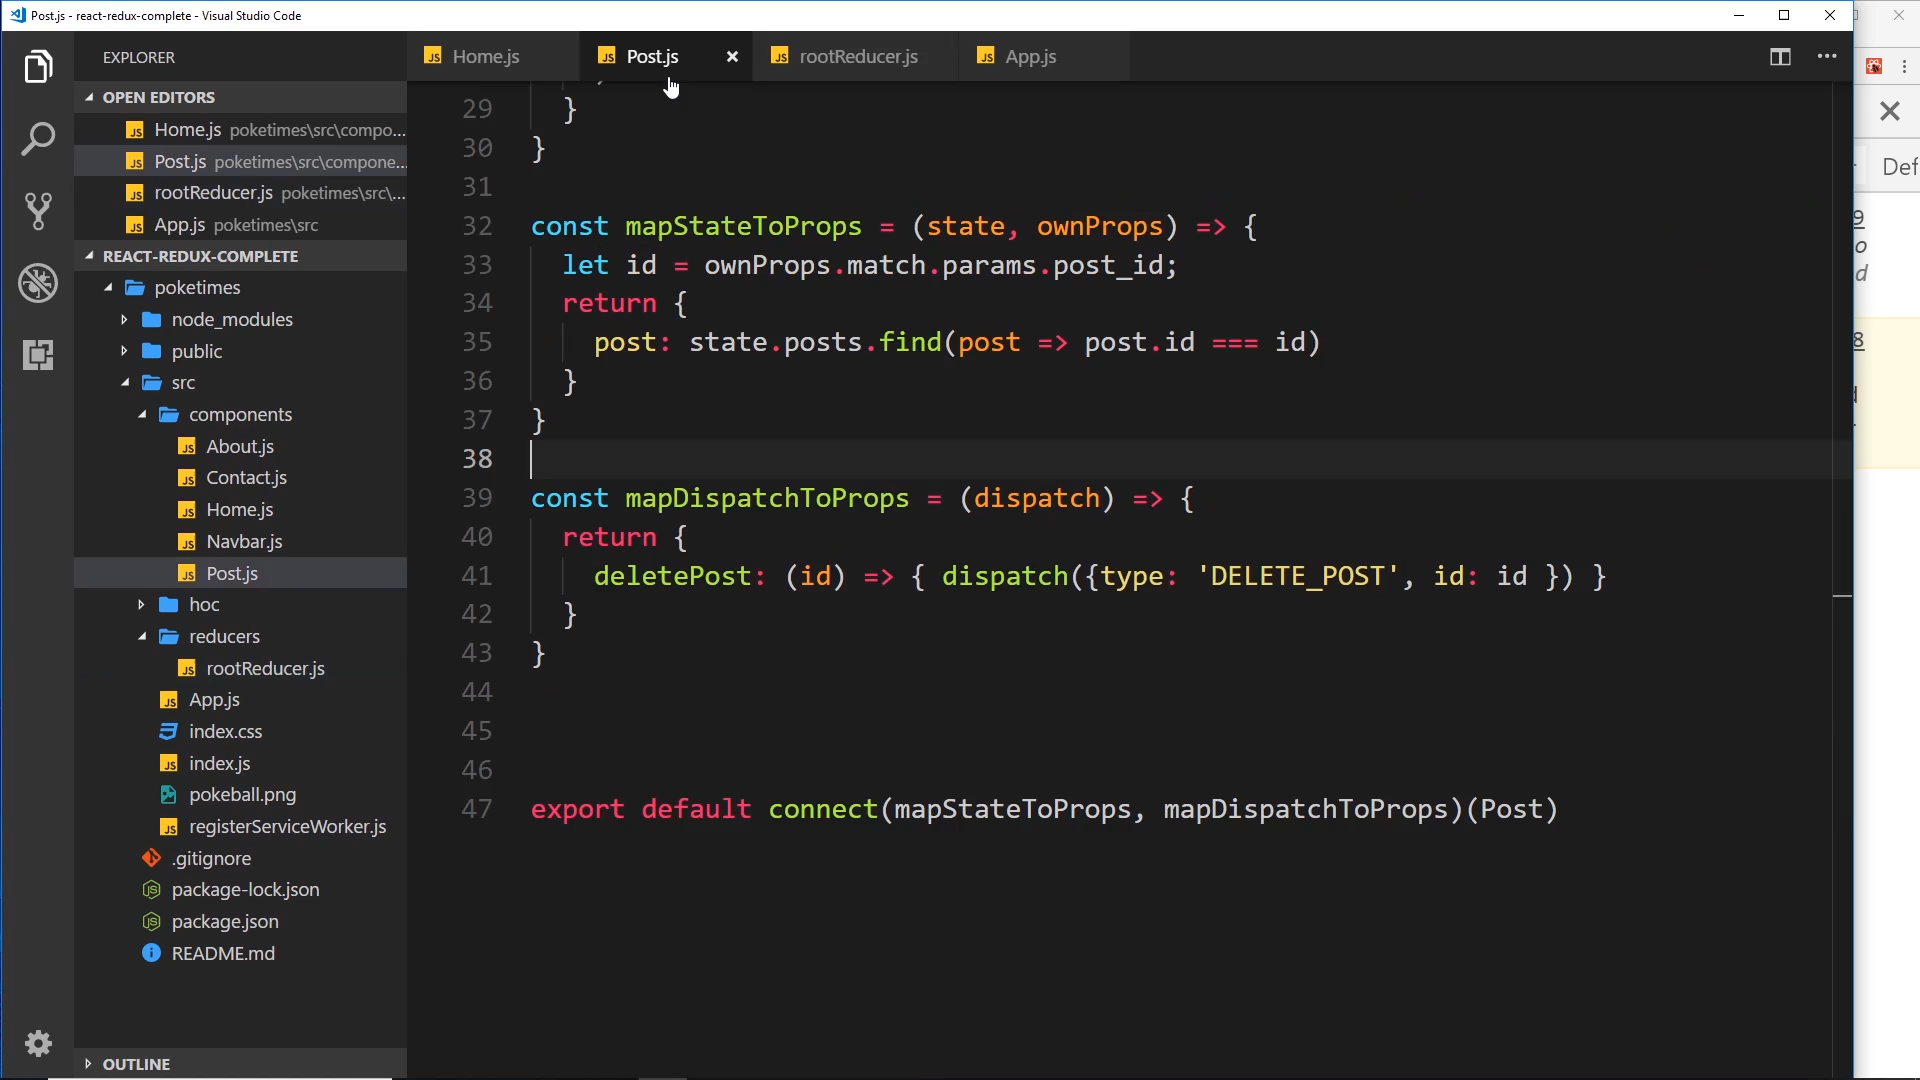 Post.js - react-redux-complete - Visual Studio Code
EXPLORER
OPEN EDITORS
Home.js poketimes\src\compo...
Post.js poketimes\src\compone...
rootReducer.js poketimes\src\...
App.js poketimes\src
REACT-REDUX-COMPLETE
poketimes
node_modules
public
src
components
About.js
Contact.js
Home.js
Navbar.js
Post.js
hoc
reducers
rootReducer.js
App.js
index.css
index.js
pokeball.png
registerServiceWorker.js
.gitignore
package-lock.json
package.json
README.md
OUTLINE
Home.js
Post.js
rootReducer.js
App.js
29 }
30 }
31
32 const mapStateToProps = (state, ownProps) => {
33 let id = ownProps.match.params.post_id;
34 return {
35 post: state.posts.find(post => post.id === id)
36 }
37 }
38
39 const mapDispatchToProps = (dispatch) => {
40 return {
41 deletePost: (id) => { dispatch({type: 'DELETE_POST', id: id }) }
42 }
43 }
44
45
46
47 export default connect(mapStateToProps, mapDispatchToProps)(Post)
Def
9
o
d
8